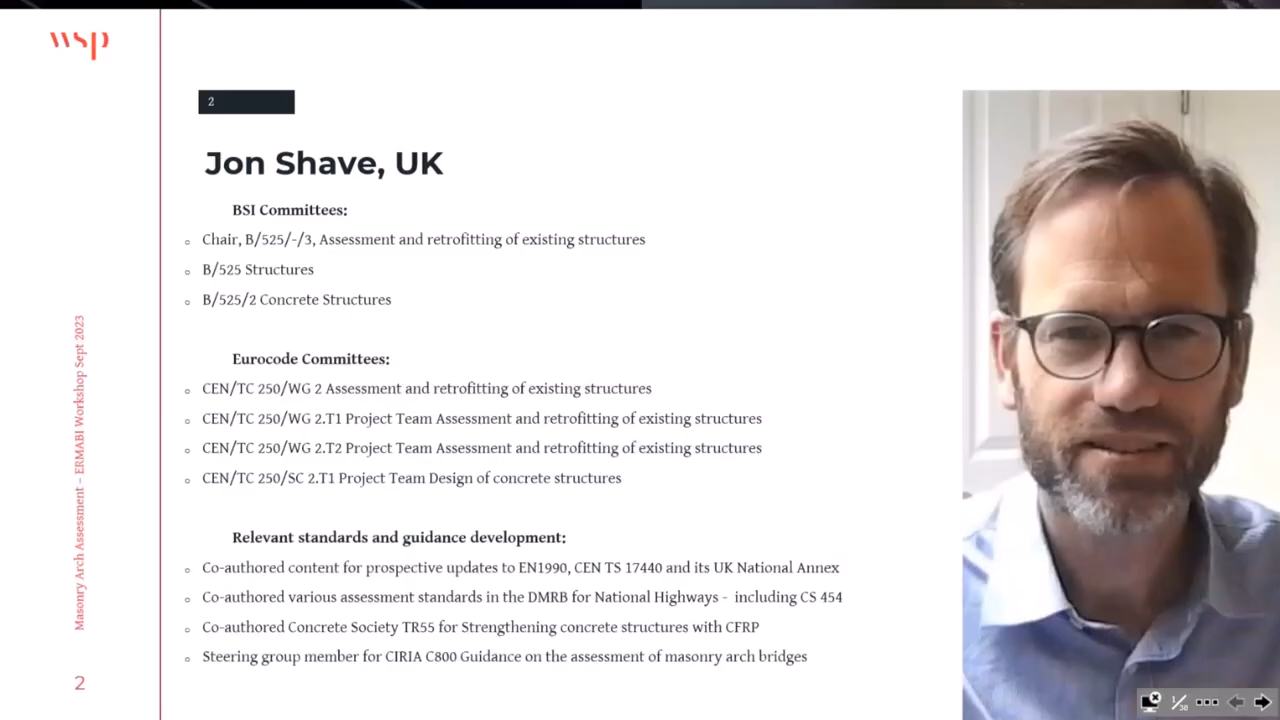 wsp
2
Jon Shave, UK
BSI Committees:
Chair, B/525/-/3, Assessment and retrofitting of existing structures
B/525 Structures
B/525/2 Concrete Structures
Eurocode Committees:
CEN/TC 250/WG 2 Assessment and retrofitting of existing structures
CEN/TC 250/WG 2.T1 Project Team Assessment and retrofitting of existing structures
CEN/TC 250/WG 2.T2 Project Team Assessment and retrofitting of existing structures
CEN/TC 250/SC 2.T1 Project Team Design of concrete structures
Relevant standards and guidance development:
Co-authored content for prospective updates to EN1990, CEN TS 17440 and its UK National Annex
Co-authored various assessment standards in the DMRB for National Highways - including CS 454
Co-authored Concrete Society TR55 for Strengthening concrete structures with CFRP
Steering group member for CIRIA C800 Guidance on the assessment of masonry arch bridges
Masonry Arch Assessment – ERMABI Workshop Sept 2023
2
1/38